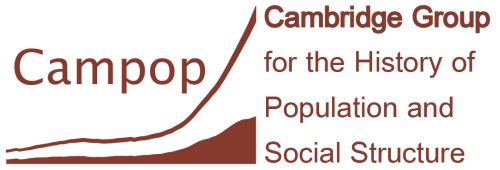 Campop
Cambridge Group
for the History of
Population and
Social Structure